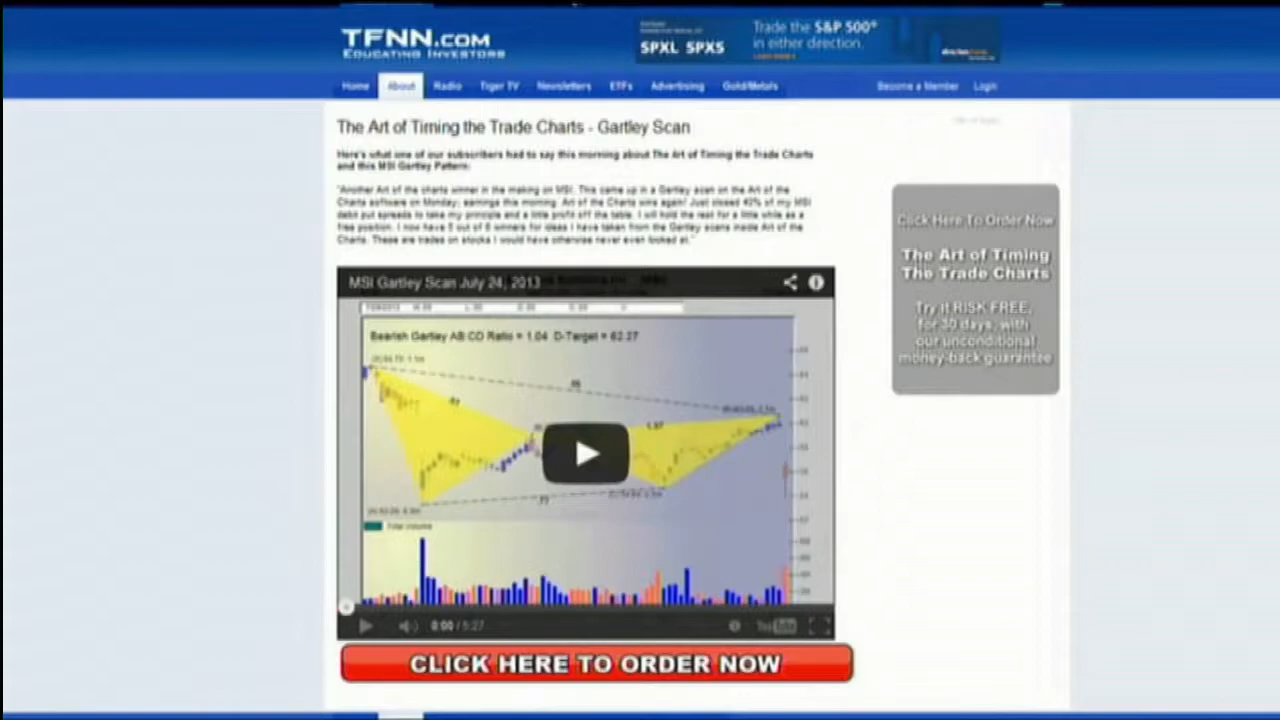 TFNN.COM
EDUCATING INVESTORS
SPXL SPXS
Trade the S&P 500®
in either direction.
Home About Radio Tiger TV Newsletters ETFs Advertising Gold/Metals Become a Member Login
The Art of Timing the Trade Charts - Gartley Scan
Here's what one of our subscribers had to say this morning about The Art of Timing the Trade Charts
and this MSI Gartley Pattern:
"Another Art of the charts winner in the making on MSI. This came up in a Gartley scan on the Art of the
Charts software on Monday; earnings this morning. Art of the Charts wins again! Just closed 40% of my MSI
debit put spreads to take my principle and a little profit off the table. I will hold the rest for a little while as a
free position. I now have 5 out of 6 winners for ideas I have taken from the Gartley scans inside Art of the
Charts. These are trades on stocks I would have otherwise never even looked at."
Click Here To Order Now
The Art of Timing
The Trade Charts
Try it RISK FREE,
for 30 days, with
our unconditional
money-back guarantee
MSI Gartley Scan July 24, 2013
Bearish Gartley AB:CD Ratio = 1.04 D-Target = 62.27
Total Volume
0:00 / 5:27
YouTube
CLICK HERE TO ORDER NOW